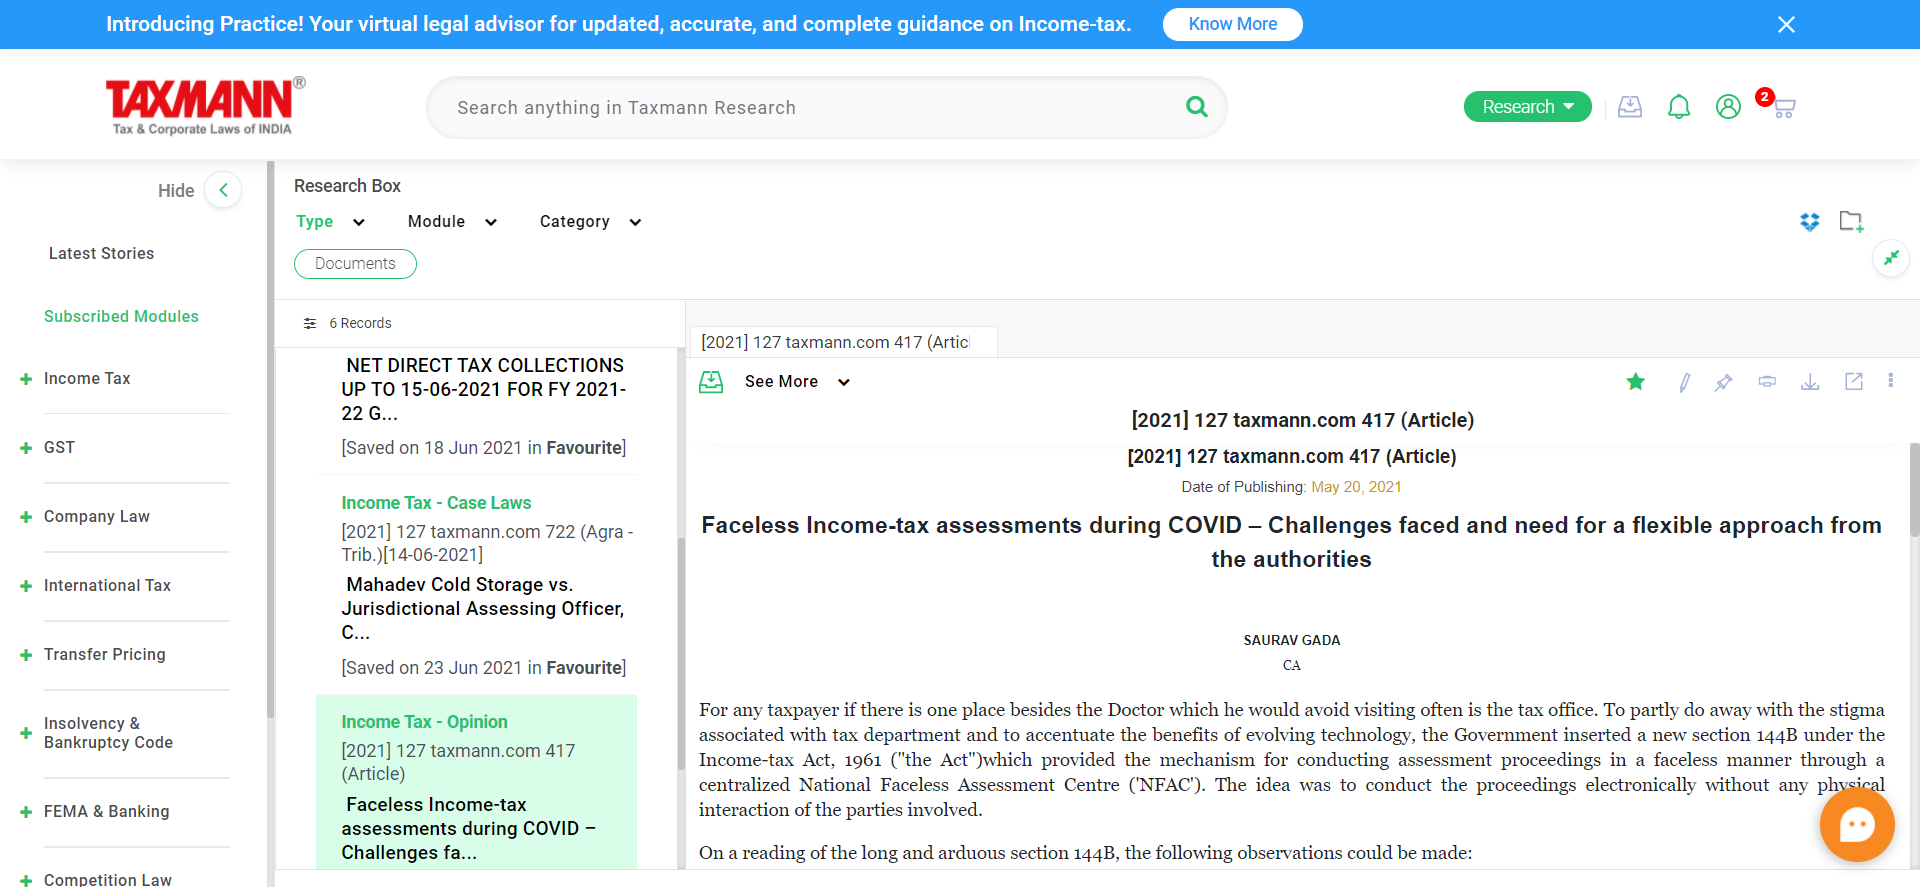 Introducing Practice! Your virtual legal advisor for updated, accurate, and complete guidance on Income-tax.
Know More
TAXMANN®
Tax & Corporate Laws of INDIA
Search anything in Taxmann Research
Research
2
Hide
Latest Stories
Subscribed Modules
Income Tax
GST
Company Law
International Tax
Transfer Pricing
Insolvency &
Bankruptcy Code
FEMA & Banking
Competition Law
Research Box
Type
Module
Category
Documents
6 Records
NET DIRECT TAX COLLECTIONS
UP TO 15-06-2021 FOR FY 2021-
22 G...
[Saved on 18 Jun 2021 in Favourite]
Income Tax - Case Laws
[2021] 127 taxmann.com 722 (Agra -
Trib.)[14-06-2021]
Mahadev Cold Storage vs.
Jurisdictional Assessing Officer,
C...
[Saved on 23 Jun 2021 in Favourite]
Income Tax - Opinion
[2021] 127 taxmann.com 417
(Article)
Faceless Income-tax
assessments during COVID –
Challenges fa...
[2021] 127 taxmann.com 417 (Artic
See More
[2021] 127 taxmann.com 417 (Article)
[2021] 127 taxmann.com 417 (Article)
Date of Publishing: May 20, 2021
Faceless Income-tax assessments during COVID – Challenges faced and need for a flexible approach from
the authorities
SAURAV GADA
CA
For any taxpayer if there is one place besides the Doctor which he would avoid visiting often is the tax office. To partly do away with the stigma
associated with tax department and to accentuate the benefits of evolving technology, the Government inserted a new section 144B under the
Income-tax Act, 1961 ("the Act")which provided the mechanism for conducting assessment proceedings in a faceless manner through a
centralized National Faceless Assessment Centre ('NFAC'). The idea was to conduct the proceedings electronically without any physical
interaction of the parties involved.
On a reading of the long and arduous section 144B, the following observations could be made: